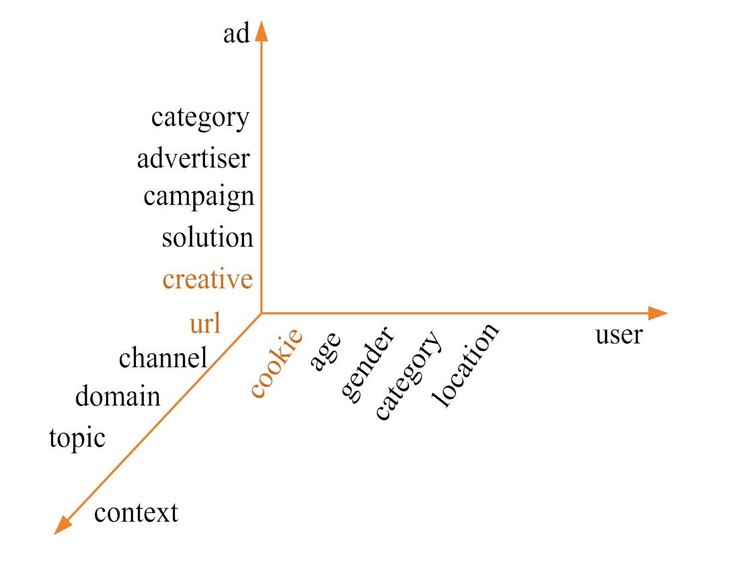 ad
category
advertiser
campaign
solution
creative
url
channel
domain
topic
context
cookie
age
gender
category
location
user